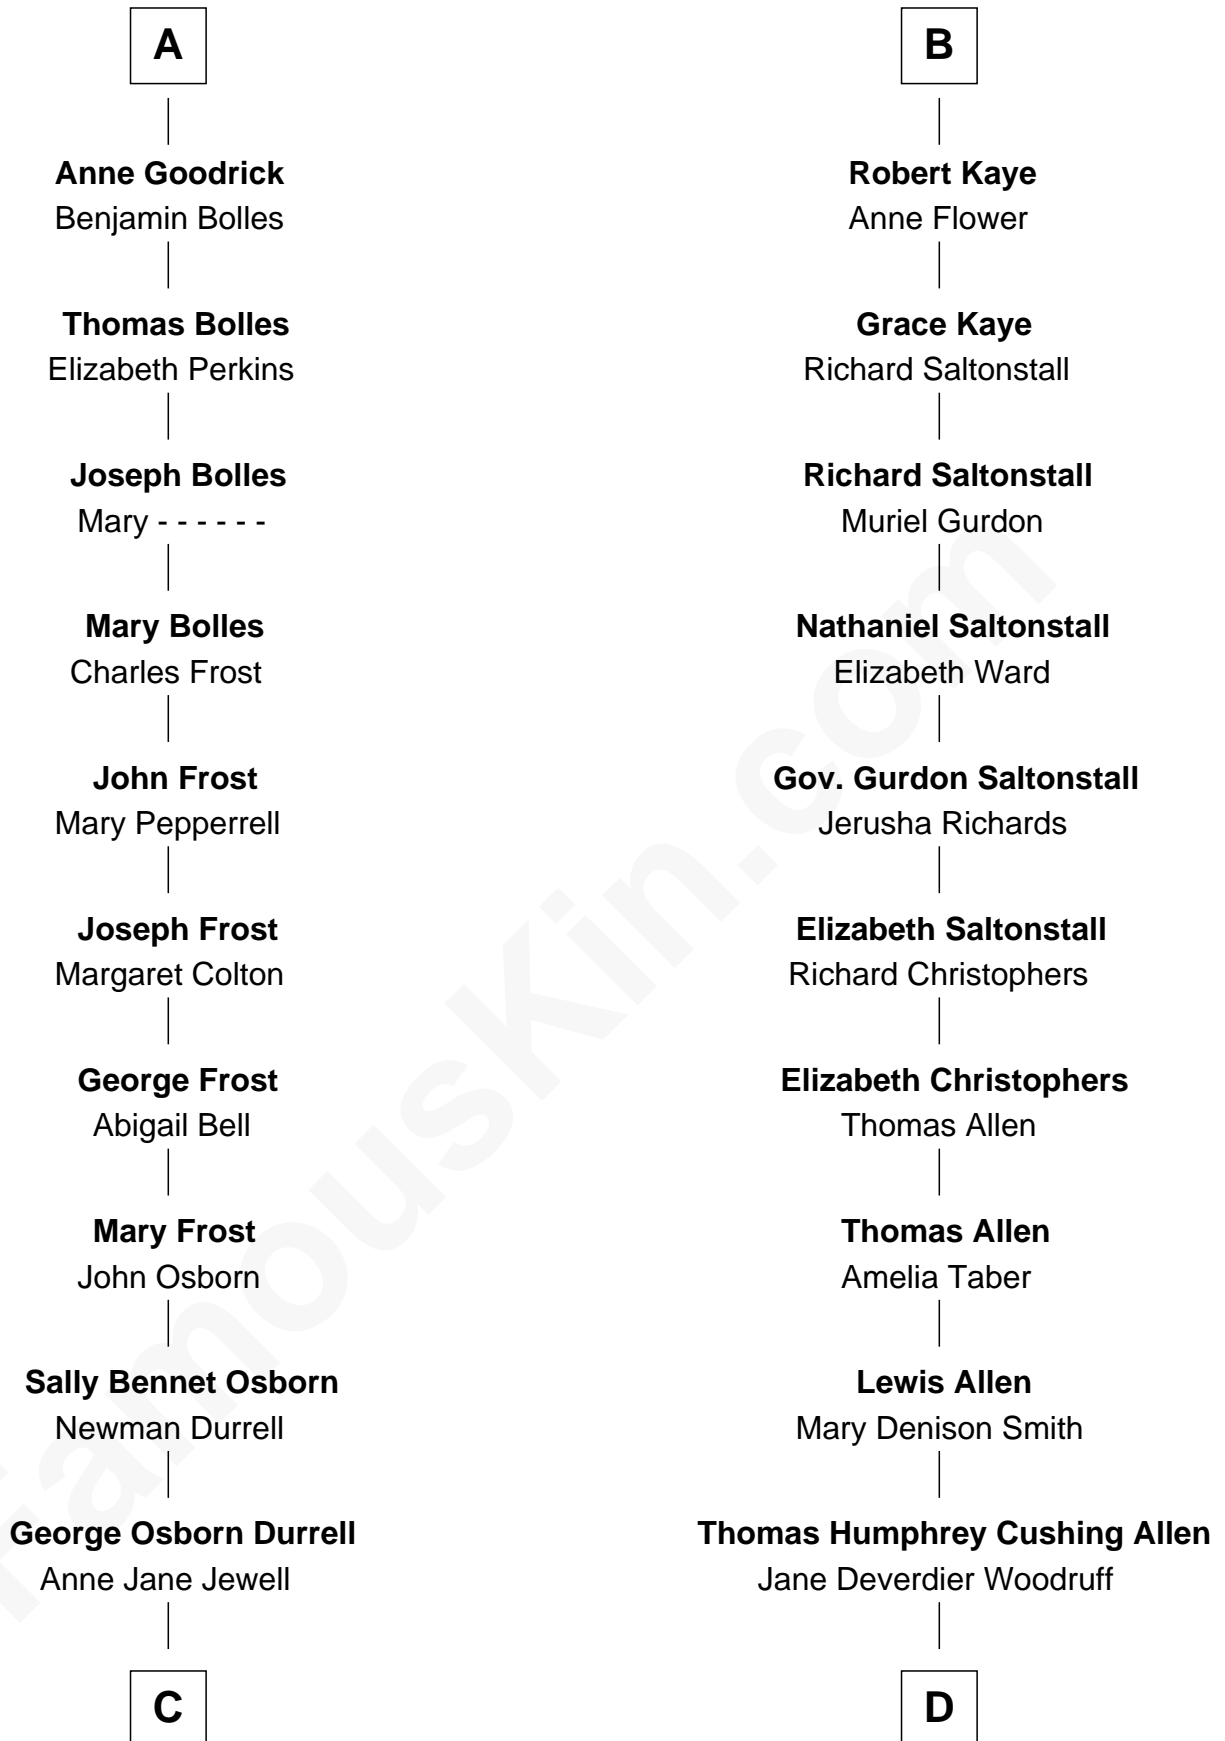 A
Anne Goodrick
Benjamin Bolles
Thomas Bolles
Elizabeth Perkins
Joseph Bolles
Mary - - - - - -
Mary Bolles
Charles Frost
John Frost
Mary Pepperrell
Joseph Frost
Margaret Colton
George Frost
Abigail Bell
Mary Frost
John Osborn
Sally Bennet Osborn
Newman Durrell
George Osborn Durrell
Anne Jane Jewell
C
B
Robert Kaye
Anne Flower
Grace Kaye
Richard Saltonstall
Richard Saltonstall
Muriel Gurdon
Nathaniel Saltonstall
Elizabeth Ward
Gov. Gurdon Saltonstall
Jerusha Richards
Elizabeth Saltonstall
Richard Christophers
Elizabeth Christophers
Thomas Allen
Thomas Allen
Amelia Taber
Lewis Allen
Mary Denison Smith
Thomas Humphrey Cushing Allen
Jane Deverdier Woodruff
D
FamousKin.com